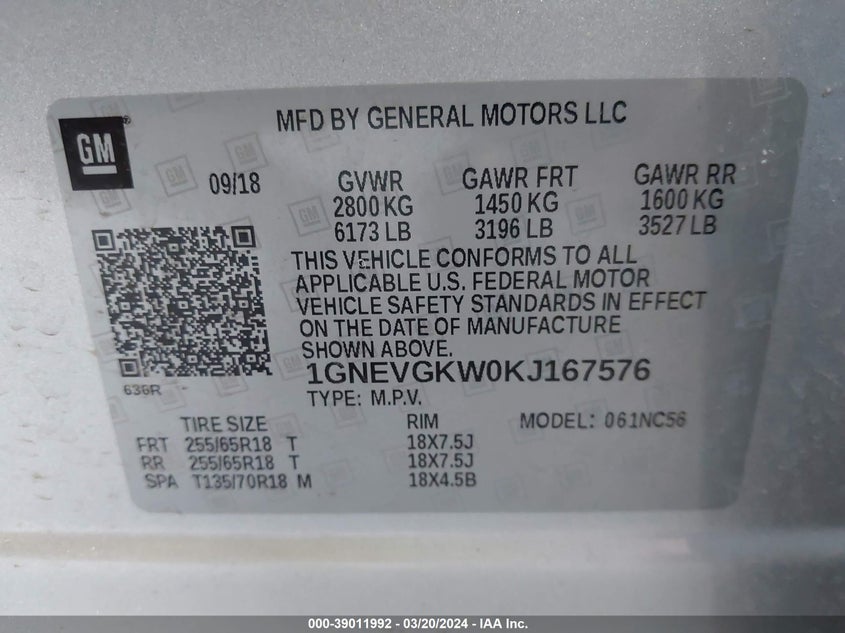 MFD BY GENERAL MOTORS LLC
GM
09/18
GVWR GAWR FRT GAWR RR
2800 KG 1450 KG 1600 KG
6173 LB 3196 LB 3527 LB
THIS VEHICLE CONFORMS TO ALL
APPLICABLE U.S. FEDERAL MOTOR
VEHICLE SAFETY STANDARDS IN EFFECT
ON THE DATE OF MANUFACTURE
SHOWN ABOVE.
1GNEVGKW0KJ167576
636R
TYPE: M.P.V.
TIRE SIZE RIM MODEL: 061NC56
FRT 255/65R18 T 18X7.5J
RR 255/65R18 T 18X7.5J
SPA T135/70R18 M 18X4.5B
000-39011992 - 03/20/2024 - IAA Inc.